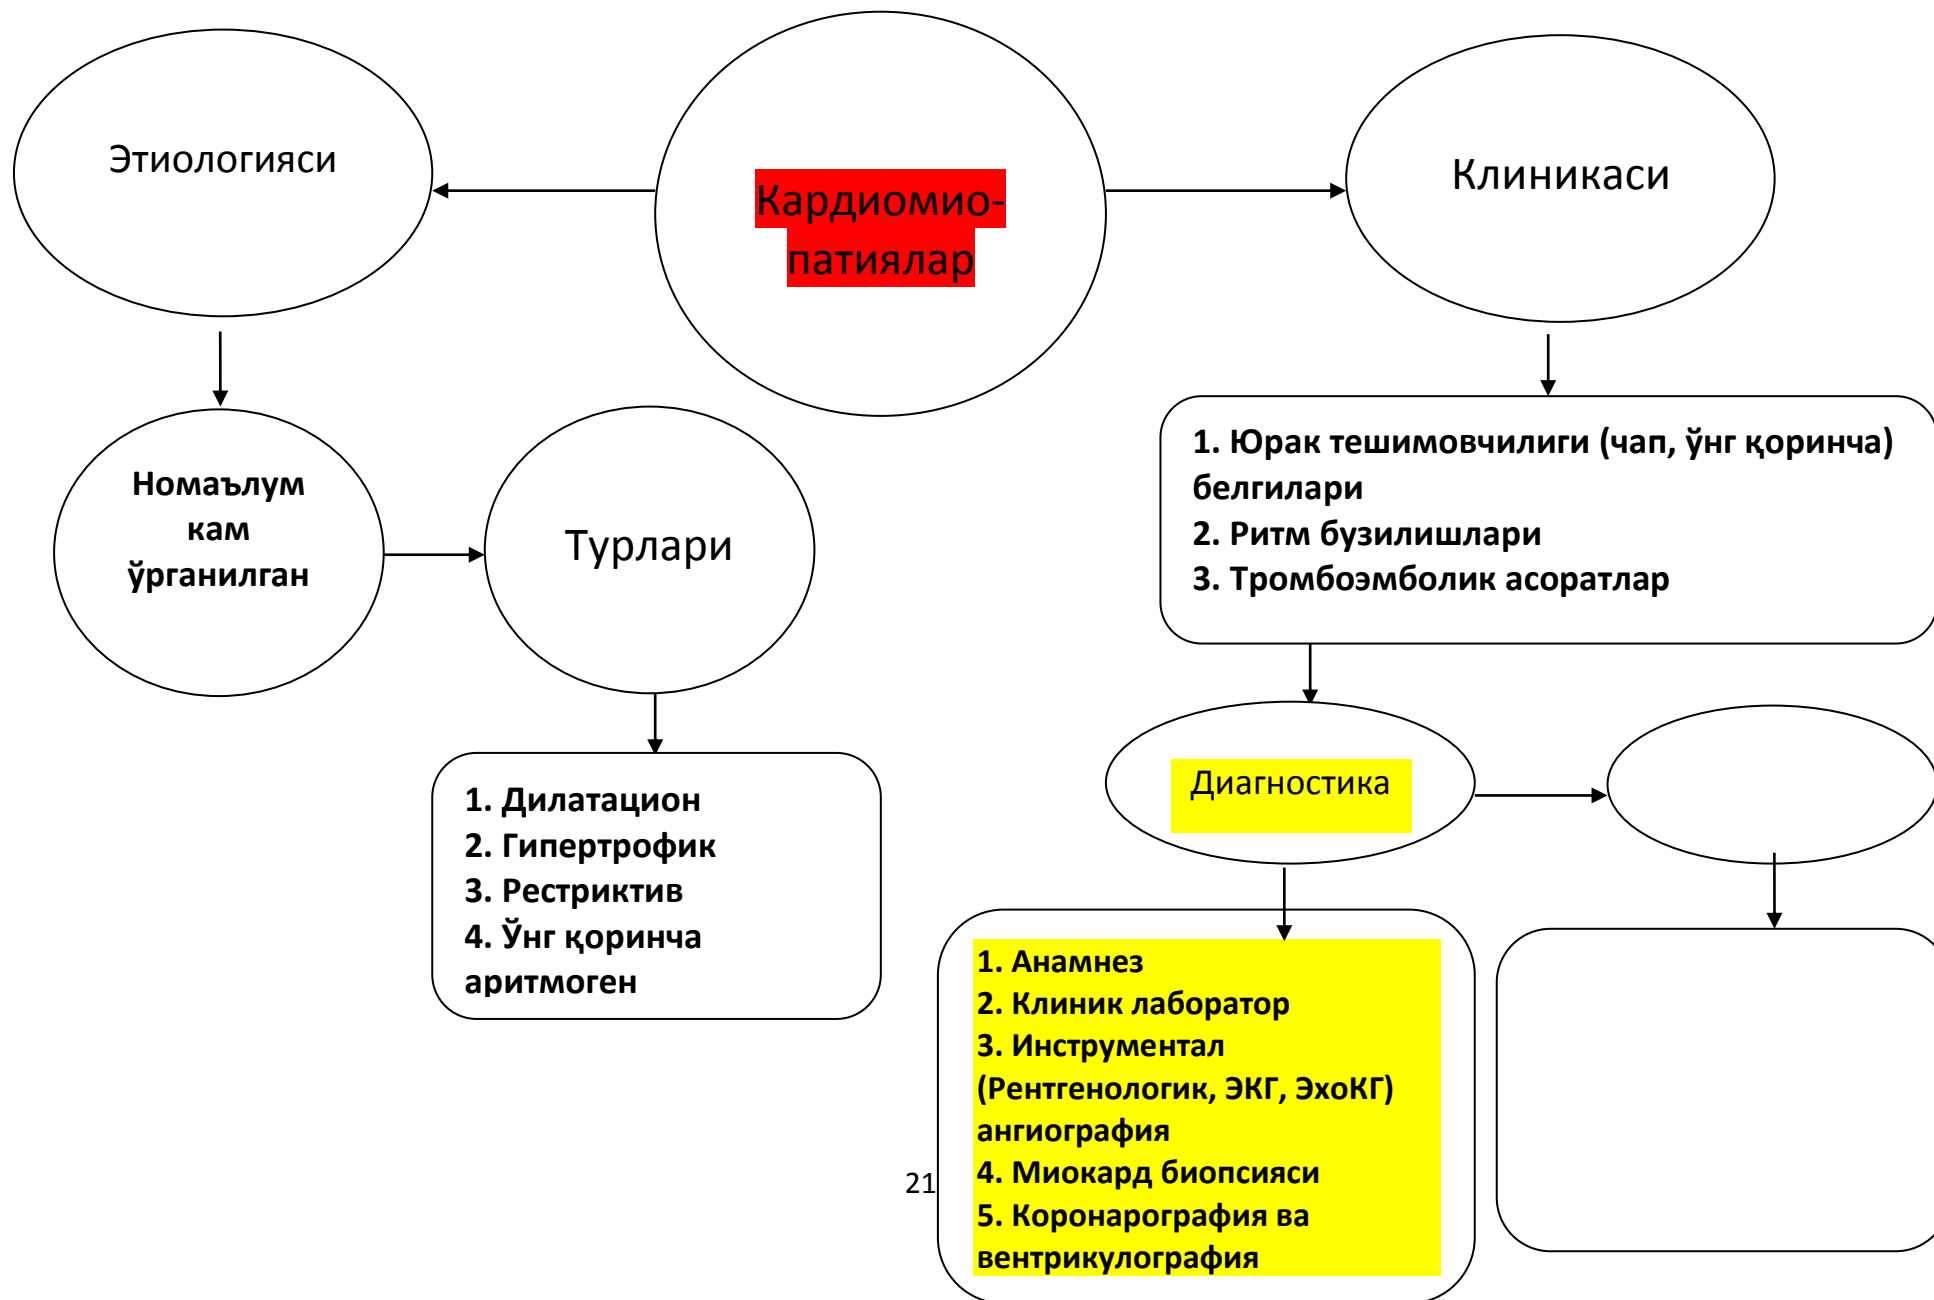 Этиологияси
Кардиомио-
патиялар
Клиникаси
Номаълум
кам
ўрганилган
Турлари
1. Юрак тешимовчилиги (чап, ўнг қоринча)
белгилари
2. Ритм бузилишлари
3. Тромбоэмболик асоратлар
1. Дилатацион
2. Гипертрофик
3. Рестриктив
4. Ўнг қоринча
аритмоген
Диагностика
1. Анамнез
2. Клиник лаборатор
3. Инструментал
(Рентгенологик, ЭКГ, ЭхоКГ)
ангиография
4. Миокард биопсияси
5. Коронарография ва
вентрикулография
21